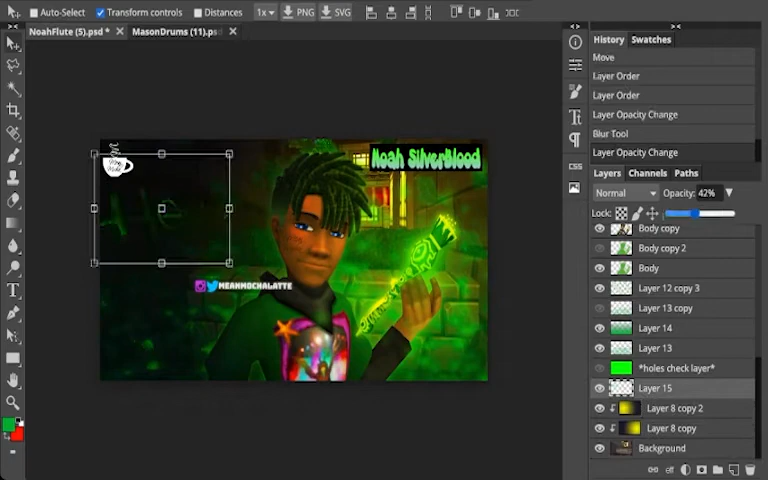 Auto-Select Transform controls Distances 1x PNG SVG
NoahFlute (5).psd * MasonDrums (11).psd
History Swatches
Move
Layer Order
Layer Order
Layer Opacity Change
Blur Tool
Layer Opacity Change
Layers Channels Paths
Normal Opacity: 42%
Lock:
Body copy
Body copy 2
Body
Layer 12 copy 3
Layer 13 copy
Layer 14
Layer 13
*holes check layer*
Layer 15
Layer 8 copy 2
Layer 8 copy
Background
CSS
Noah SilverBlood
MEANMOCHALATTE